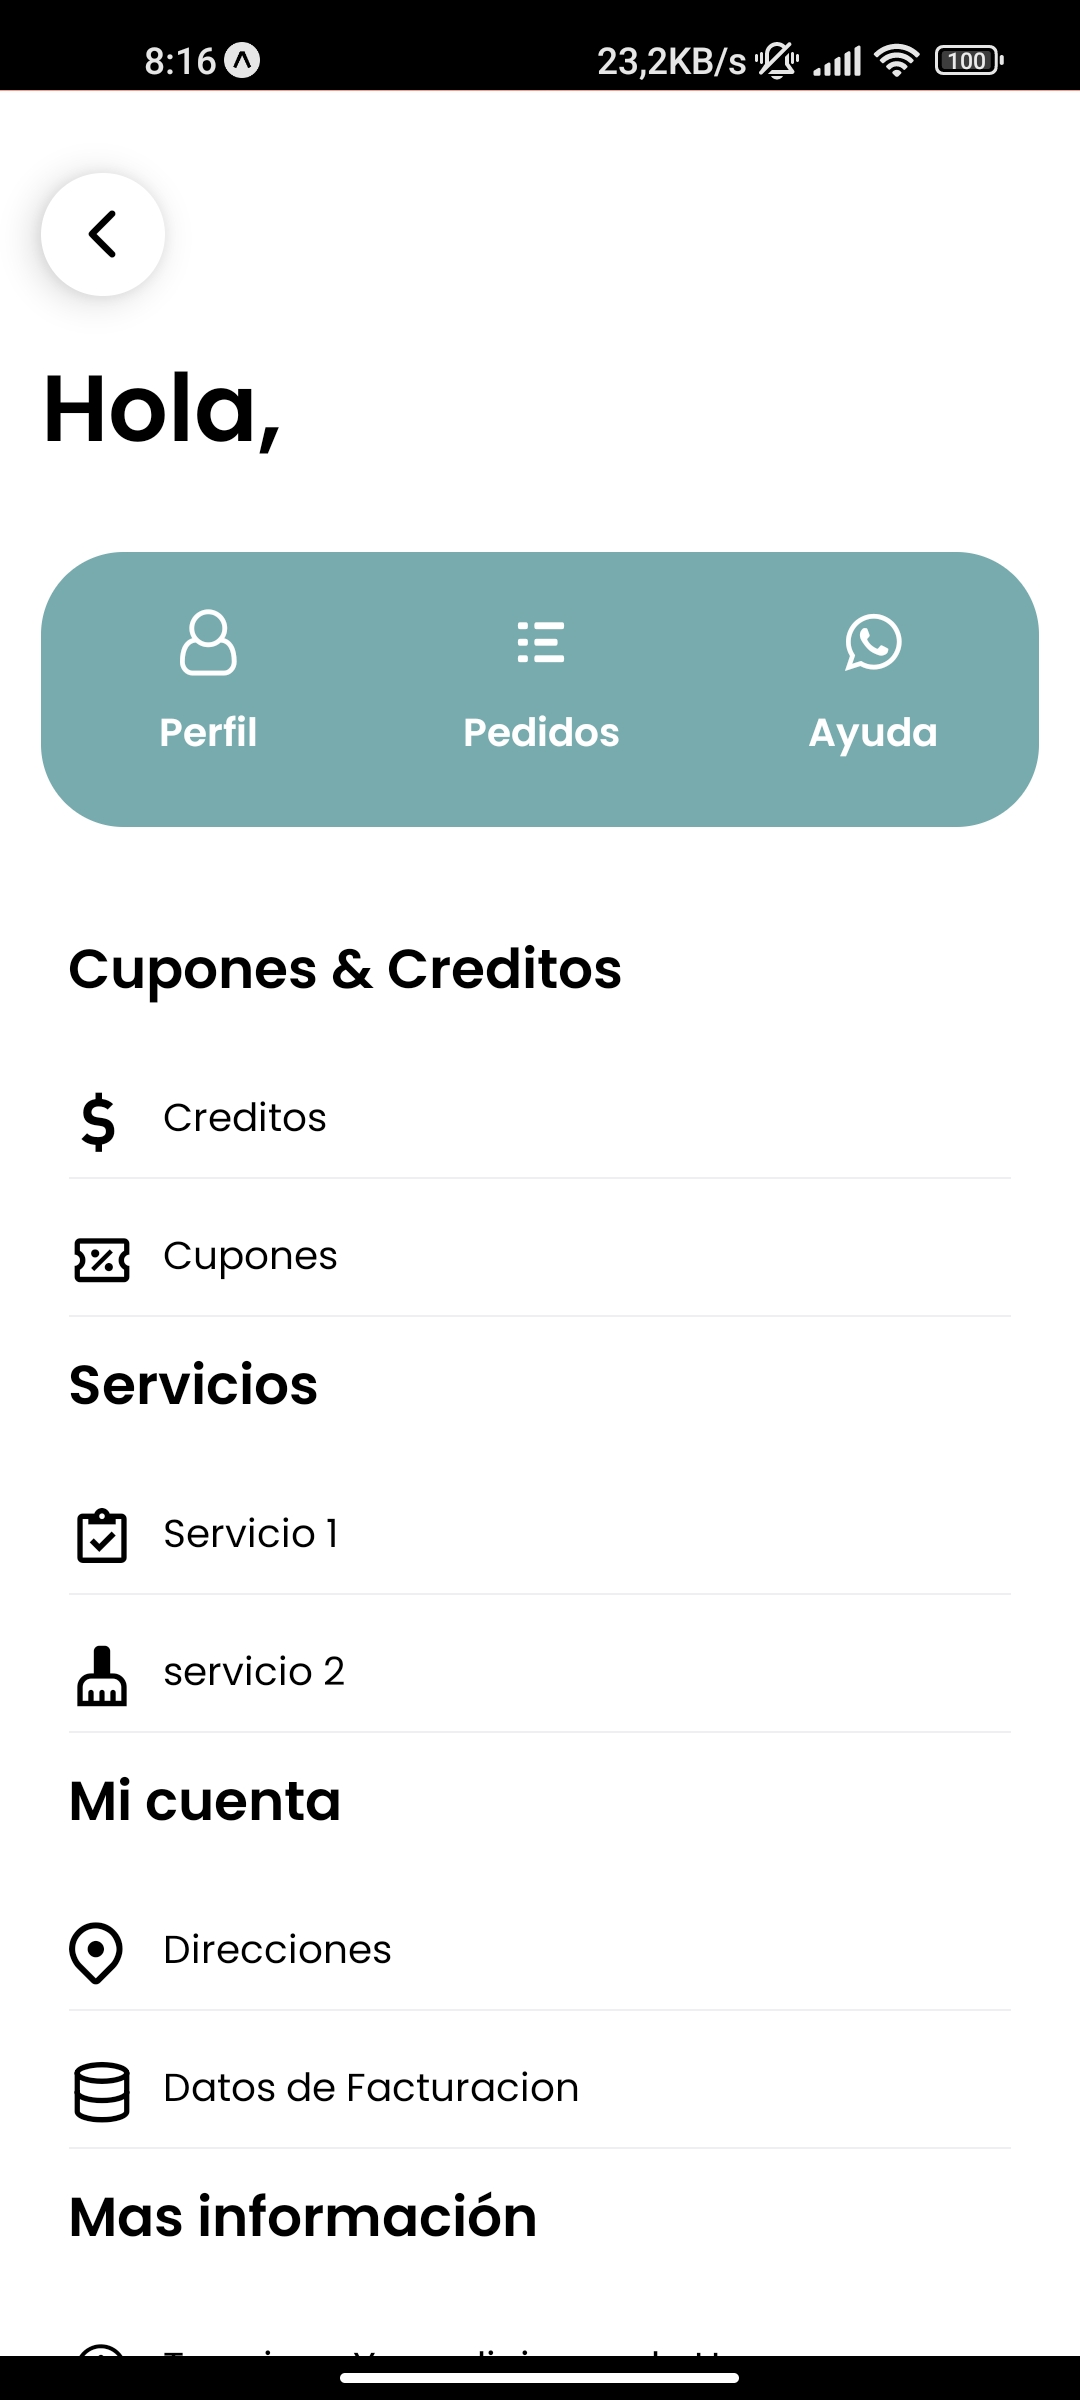 8:16
23,2KB/s
100
Hola,
Perfil
Pedidos
Ayuda
Cupones & Creditos
Creditos
Cupones
Servicios
Servicio 1
servicio 2
Mi cuenta
Direcciones
Datos de Facturacion
Mas información